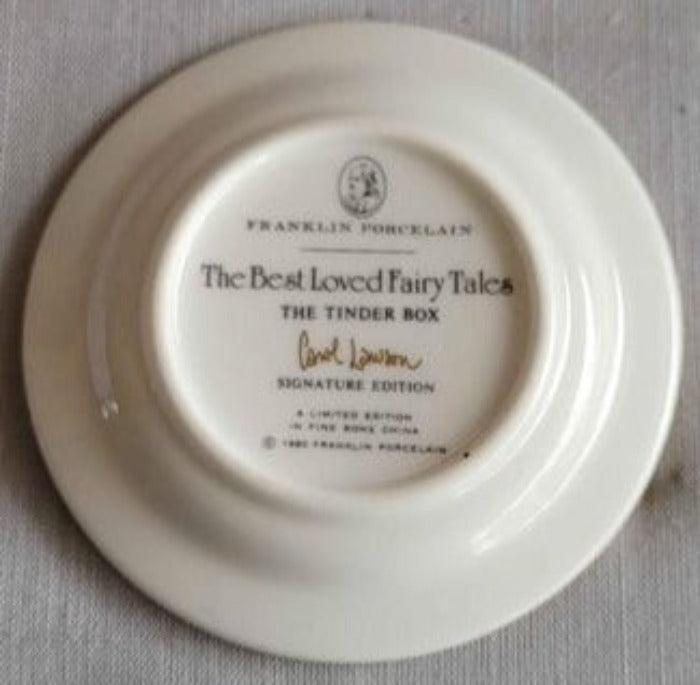 FRANKLIN PORCELAIN
The Best Loved Fairy Tales
THE TINDER BOX
Carol Lawson
SIGNATURE EDITION
A LIMITED EDITION
IN FINE BONE CHINA
© FRANKLIN PORCELAIN